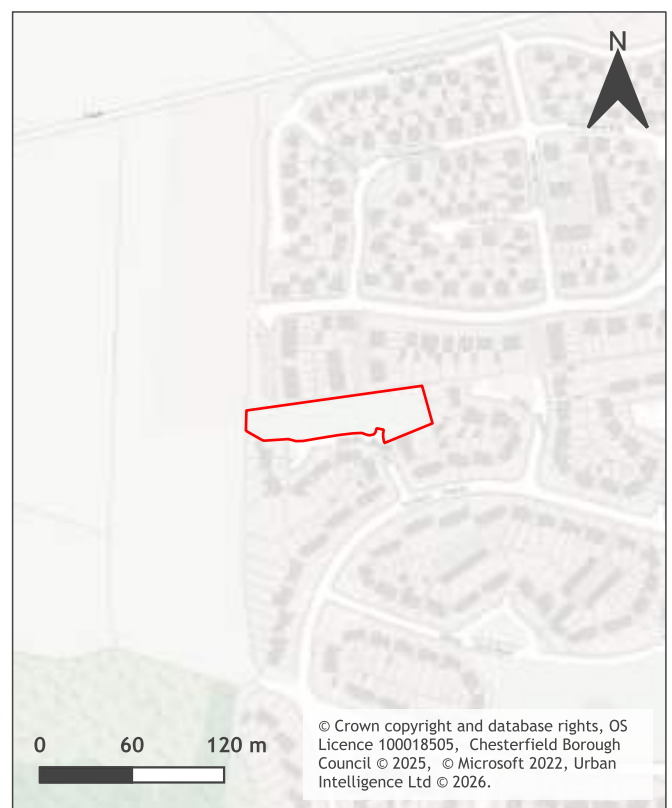 N
0 60 120 m
© Crown copyright and database rights, OS
Licence 100018505, Chesterfield Borough
Council © 2025, © Microsoft 2022, Urban
Intelligence Ltd © 2026.